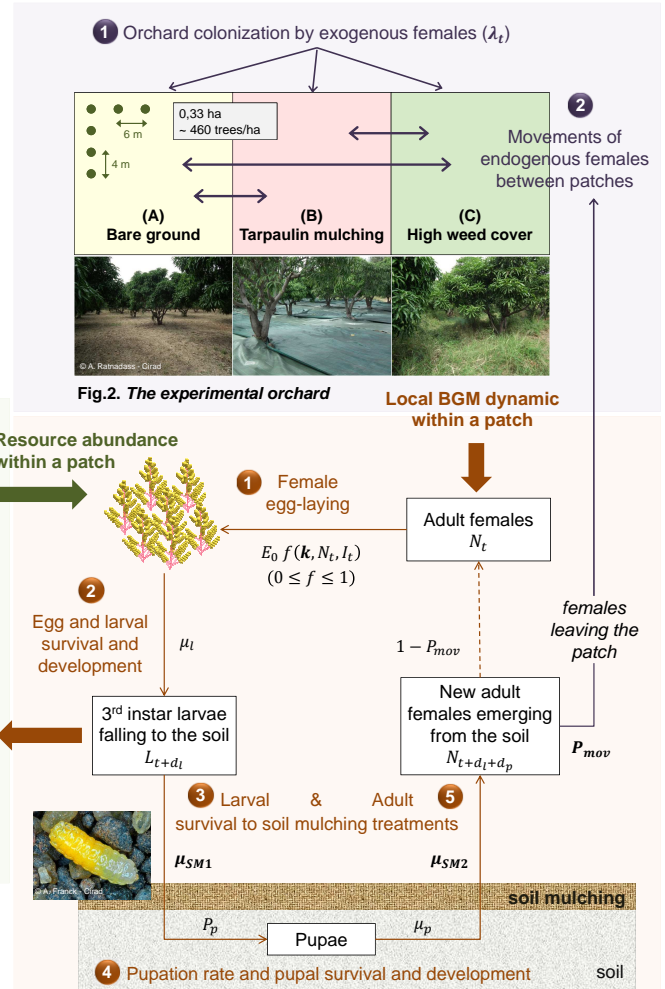 1 Orchard colonization by exogenous females (λt)
0,33 ha
~ 460 trees/ha
6 m
4 m
2
Movements of
endogenous females
between patches
(A)
Bare ground
(B)
Tarpaulin mulching
(C)
High weed cover
© A. Ratnadass - Cirad
Fig.2. The experimental orchard
Local BGM dynamic
within a patch
Resource abundance
within a patch
1 Female
egg-laying
Adult females
Nt
E0 f(k, Nt, It)
(0 ≤ f ≤ 1)
2
Egg and larval
survival and
development
μl
1 − Pmov
females
leaving the
patch
3rd instar larvae
falling to the soil
Lt+dl
New adult
females emerging
from the soil
Nt+dl+dp
Pmov
3 Larval & Adult 5
survival to soil mulching treatments
© A. Franck - Cirad
μSM1
μSM2
soil mulching
Pp
Pupae
μp
4 Pupation rate and pupal survival and development
soil